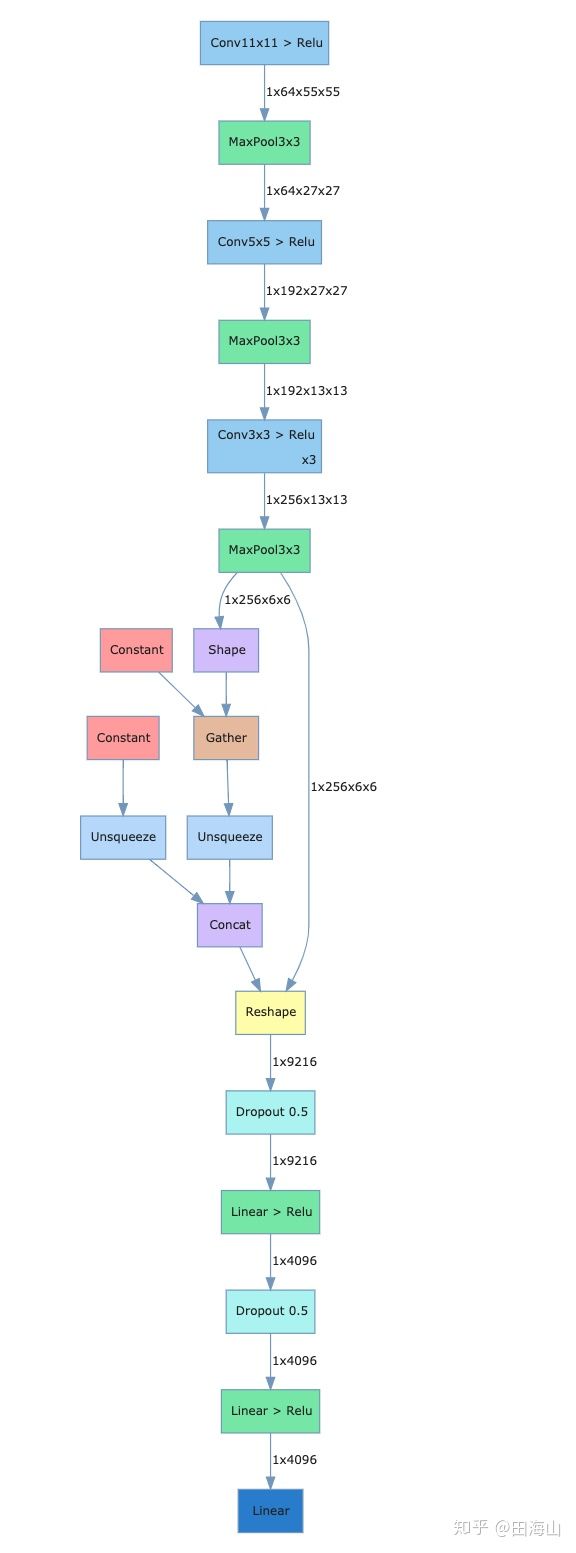 Conv11x11 > Relu
1x64x55x55
MaxPool3x3
1x64x27x27
Conv5x5 > Relu
1x192x27x27
MaxPool3x3
1x192x13x13
Conv3x3 > Relu
x3
1x256x13x13
MaxPool3x3
1x256x6x6
Constant
Shape
Constant
Gather
1x256x6x6
Unsqueeze
Unsqueeze
Concat
Reshape
1x9216
Dropout 0.5
1x9216
Linear > Relu
1x4096
Dropout 0.5
1x4096
Linear > Relu
1x4096
Linear
知乎 @田海山